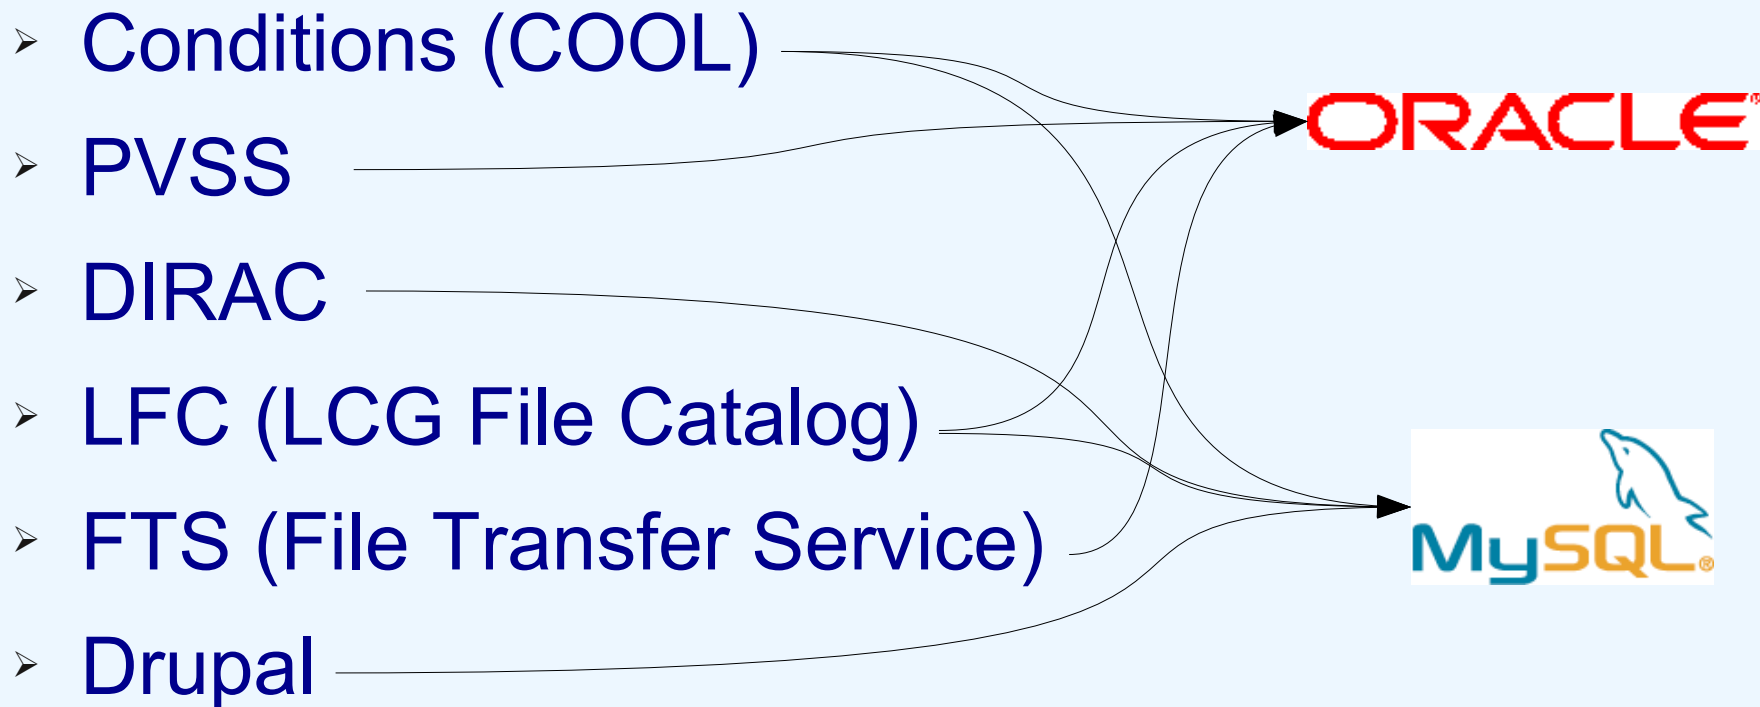 Conditions (COOL)
ORACLE
PVSS
DIRAC
LFC (LCG File Catalog)
FTS (File Transfer Service)
MySQL®
Drupal